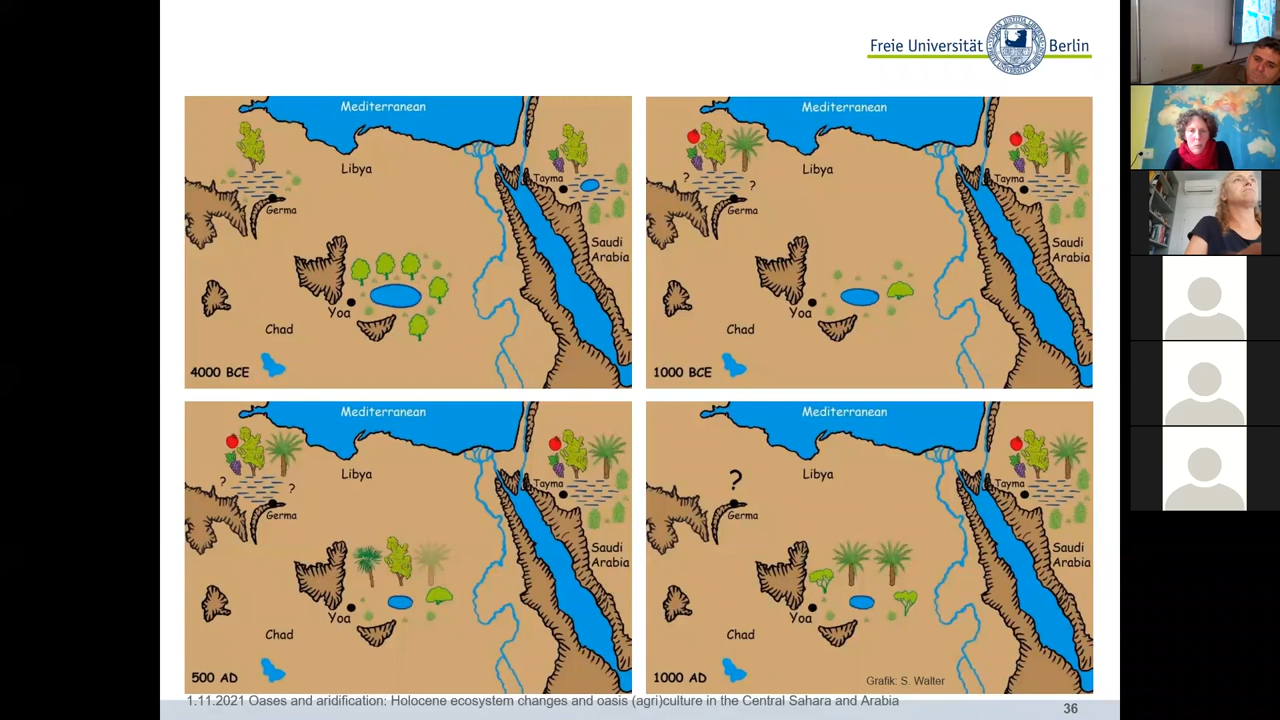 Freie Universität Berlin
Mediterranean
Libya
Tayma
Germa
Saudi
Arabia
Yoa
Chad
4000 BCE
Mediterranean
Libya
Tayma
? ?
Germa
Saudi
Arabia
Yoa
Chad
1000 BCE
Mediterranean
Libya
Tayma
? ?
Germa
Saudi
Arabia
Yoa
Chad
500 AD
Mediterranean
Libya
?
Tayma
Germa
Saudi
Arabia
Yoa
Chad
1000 AD
Grafik: S. Walter
1.11.2021 Oases and aridification: Holocene ecosystem changes and oasis (agri)culture in the Central Sahara and Arabia
36